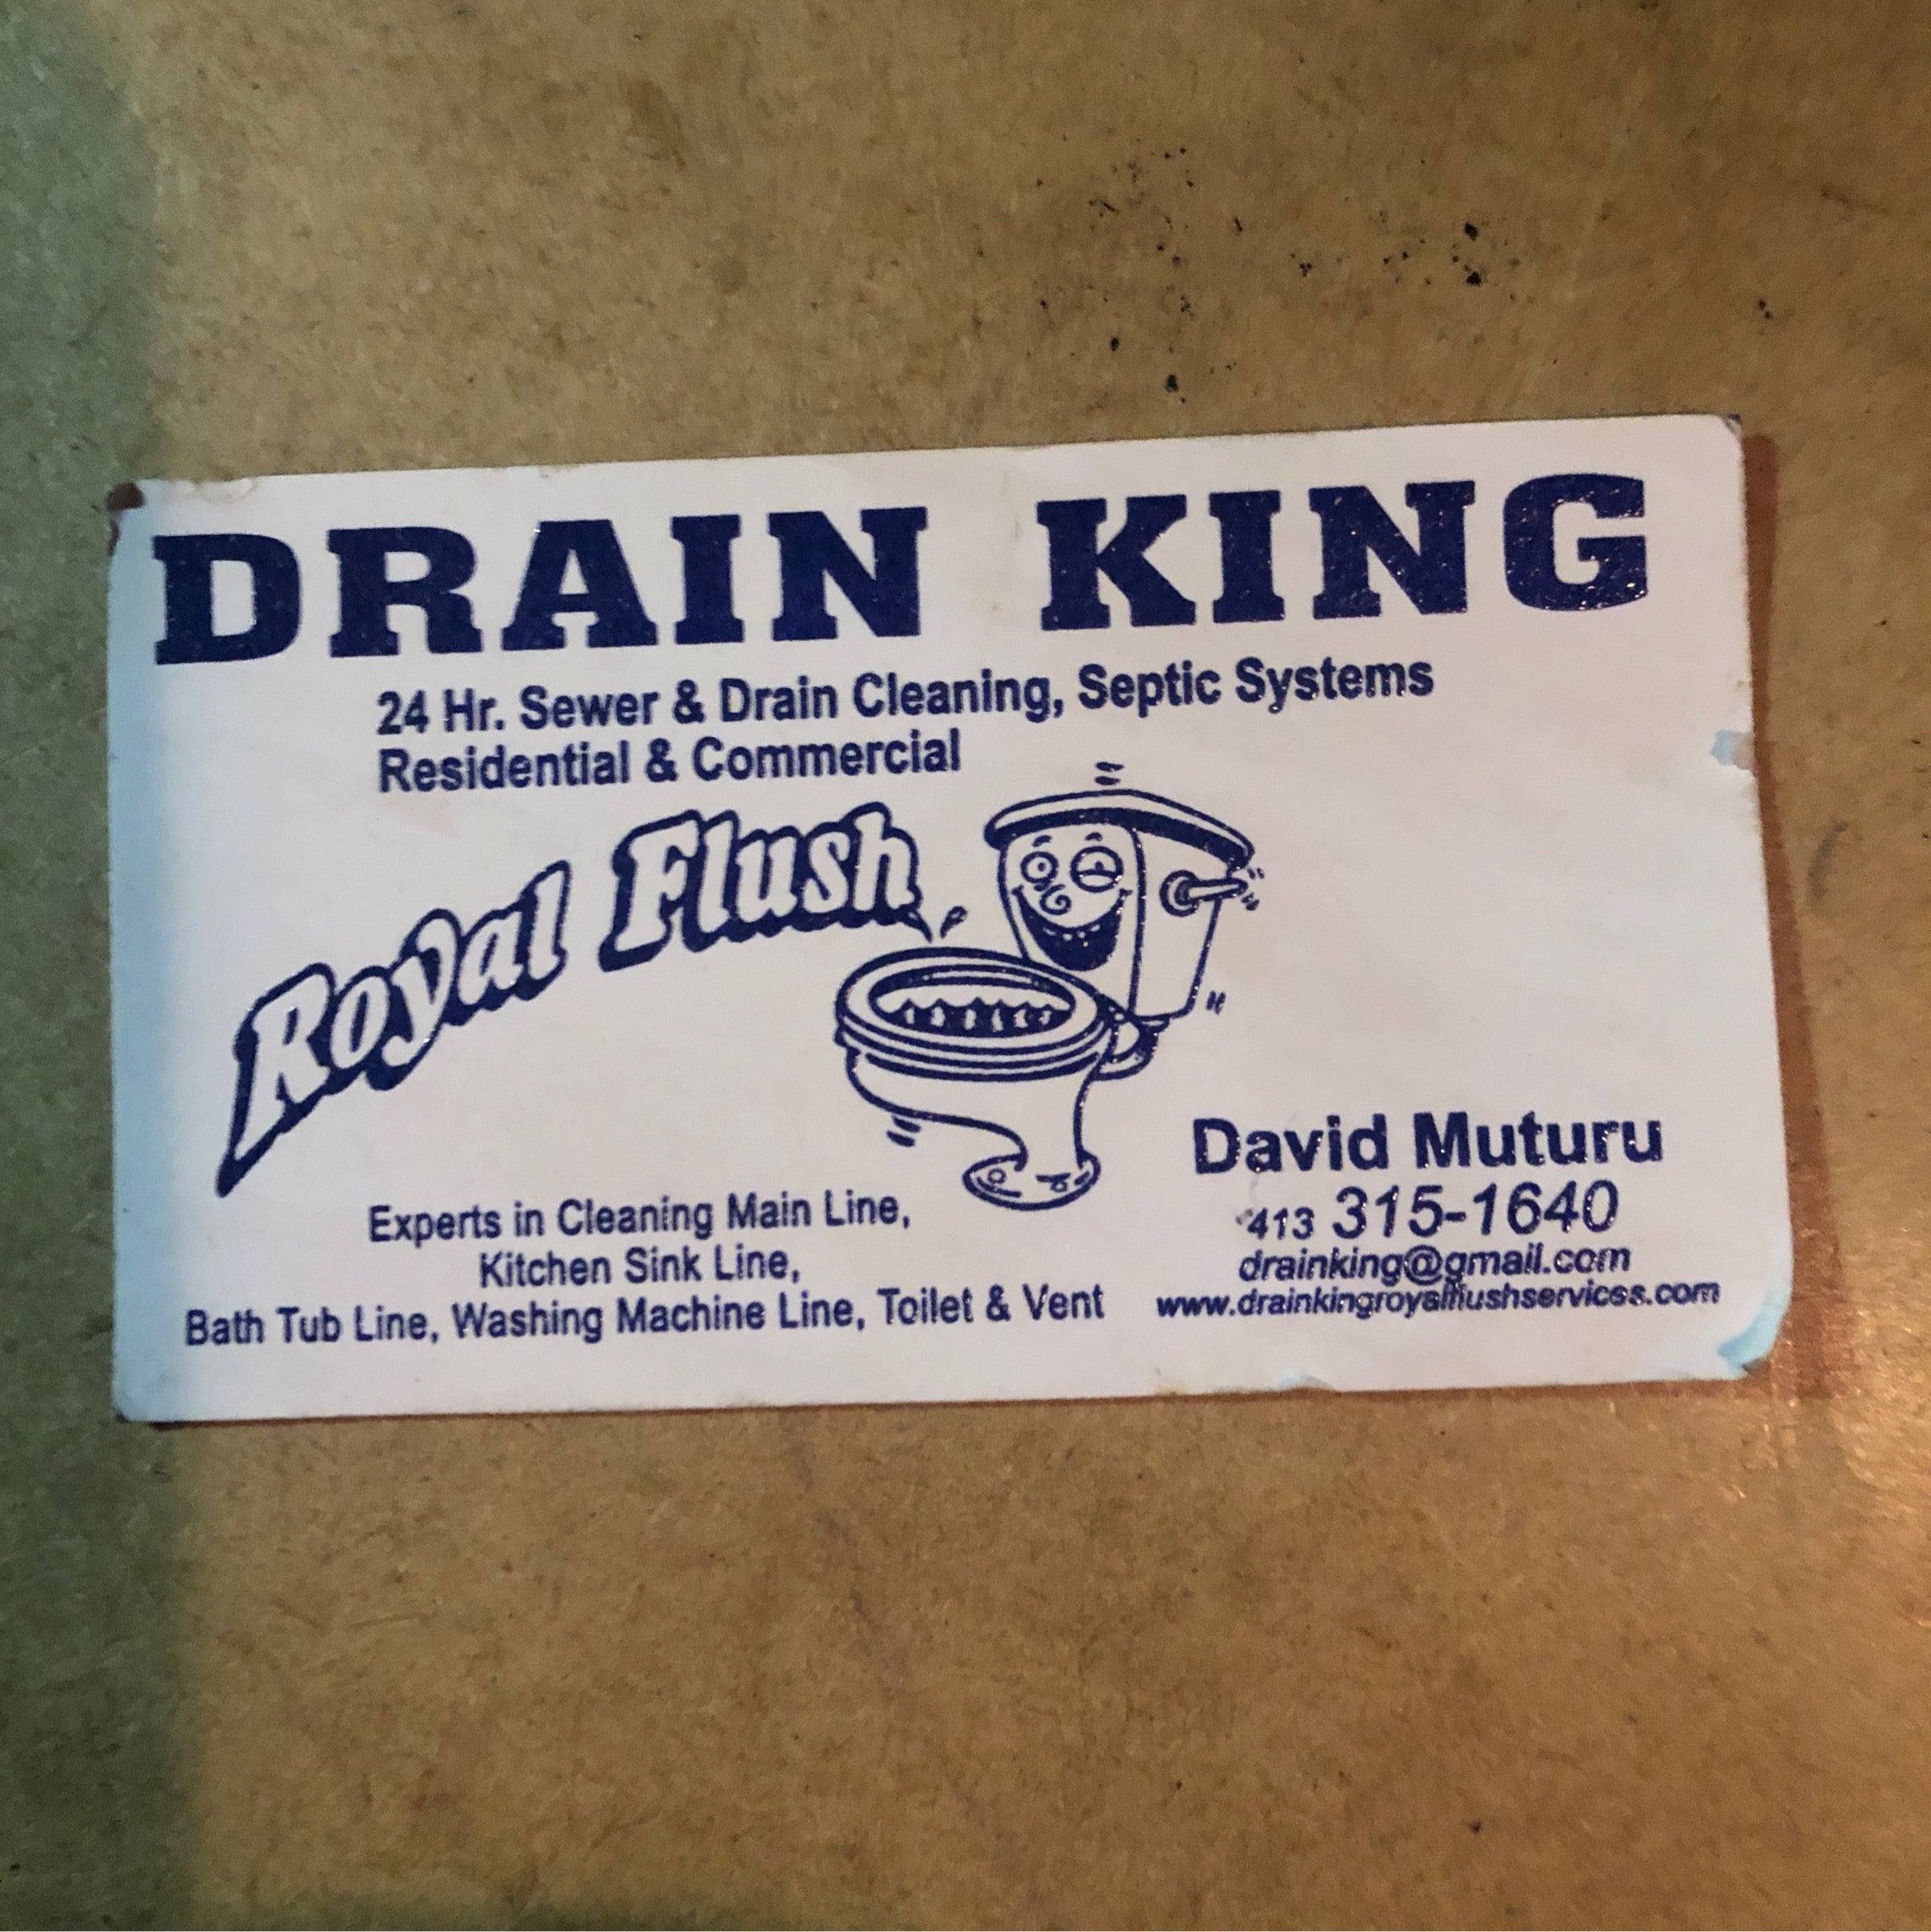 DRAIN KING
24 Hr. Sewer & Drain Cleaning, Septic Systems
Residential & Commercial
Royal Flush
David Muturu
413 315-1640
drainking@gmail.com
www.drainkingroyalflushservices.com
Experts in Cleaning Main Line,
Kitchen Sink Line,
Bath Tub Line, Washing Machine Line, Toilet & Vent